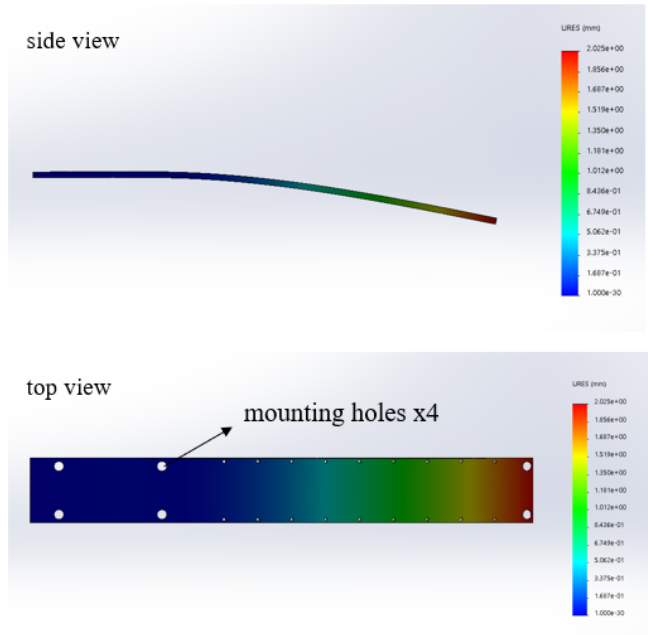 side view
URES (mm)
2.025e+00
1.856e+00
1.687e+00
1.519e+00
1.350e+00
1.181e+00
1.012e+00
8.436e-01
6.749e-01
5.062e-01
3.375e-01
1.687e-01
1.000e-30
top view
mounting holes x4
URES (mm)
2.025e+00
1.856e+00
1.687e+00
1.519e+00
1.350e+00
1.181e+00
1.012e+00
8.436e-01
6.749e-01
5.062e-01
3.375e-01
1.687e-01
1.000e-30